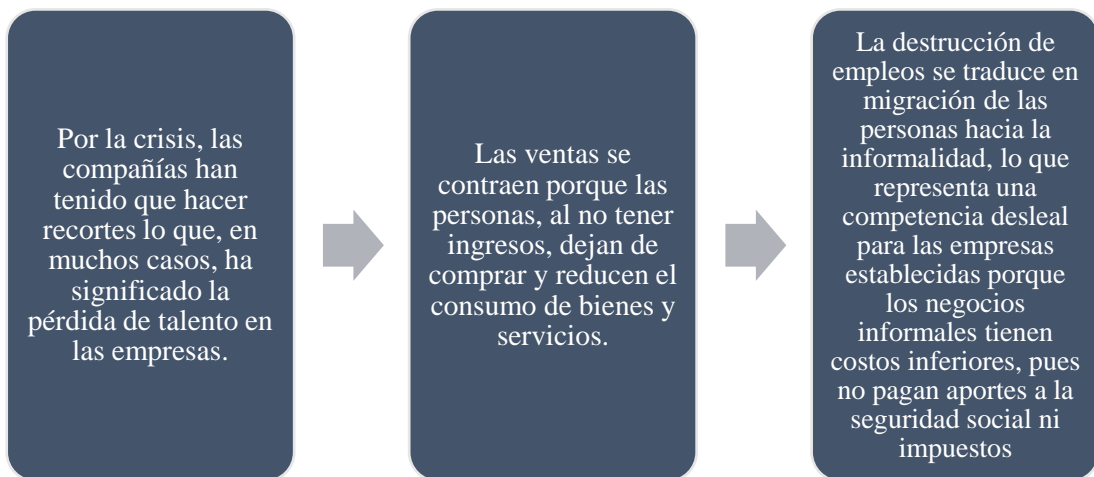 Por la crisis, las
compañías han
tenido que hacer
recortes lo que, en
muchos casos, ha
significado la
pérdida de talento en
las empresas.
Las ventas se
contraen porque las
personas, al no tener
ingresos, dejan de
comprar y reducen el
consumo de bienes y
servicios.
La destrucción de
empleos se traduce en
migración de las
personas hacia la
informalidad, lo que
representa una
competencia desleal
para las empresas
establecidas porque
los negocios
informales tienen
costos inferiores, pues
no pagan aportes a la
seguridad social ni
impuestos